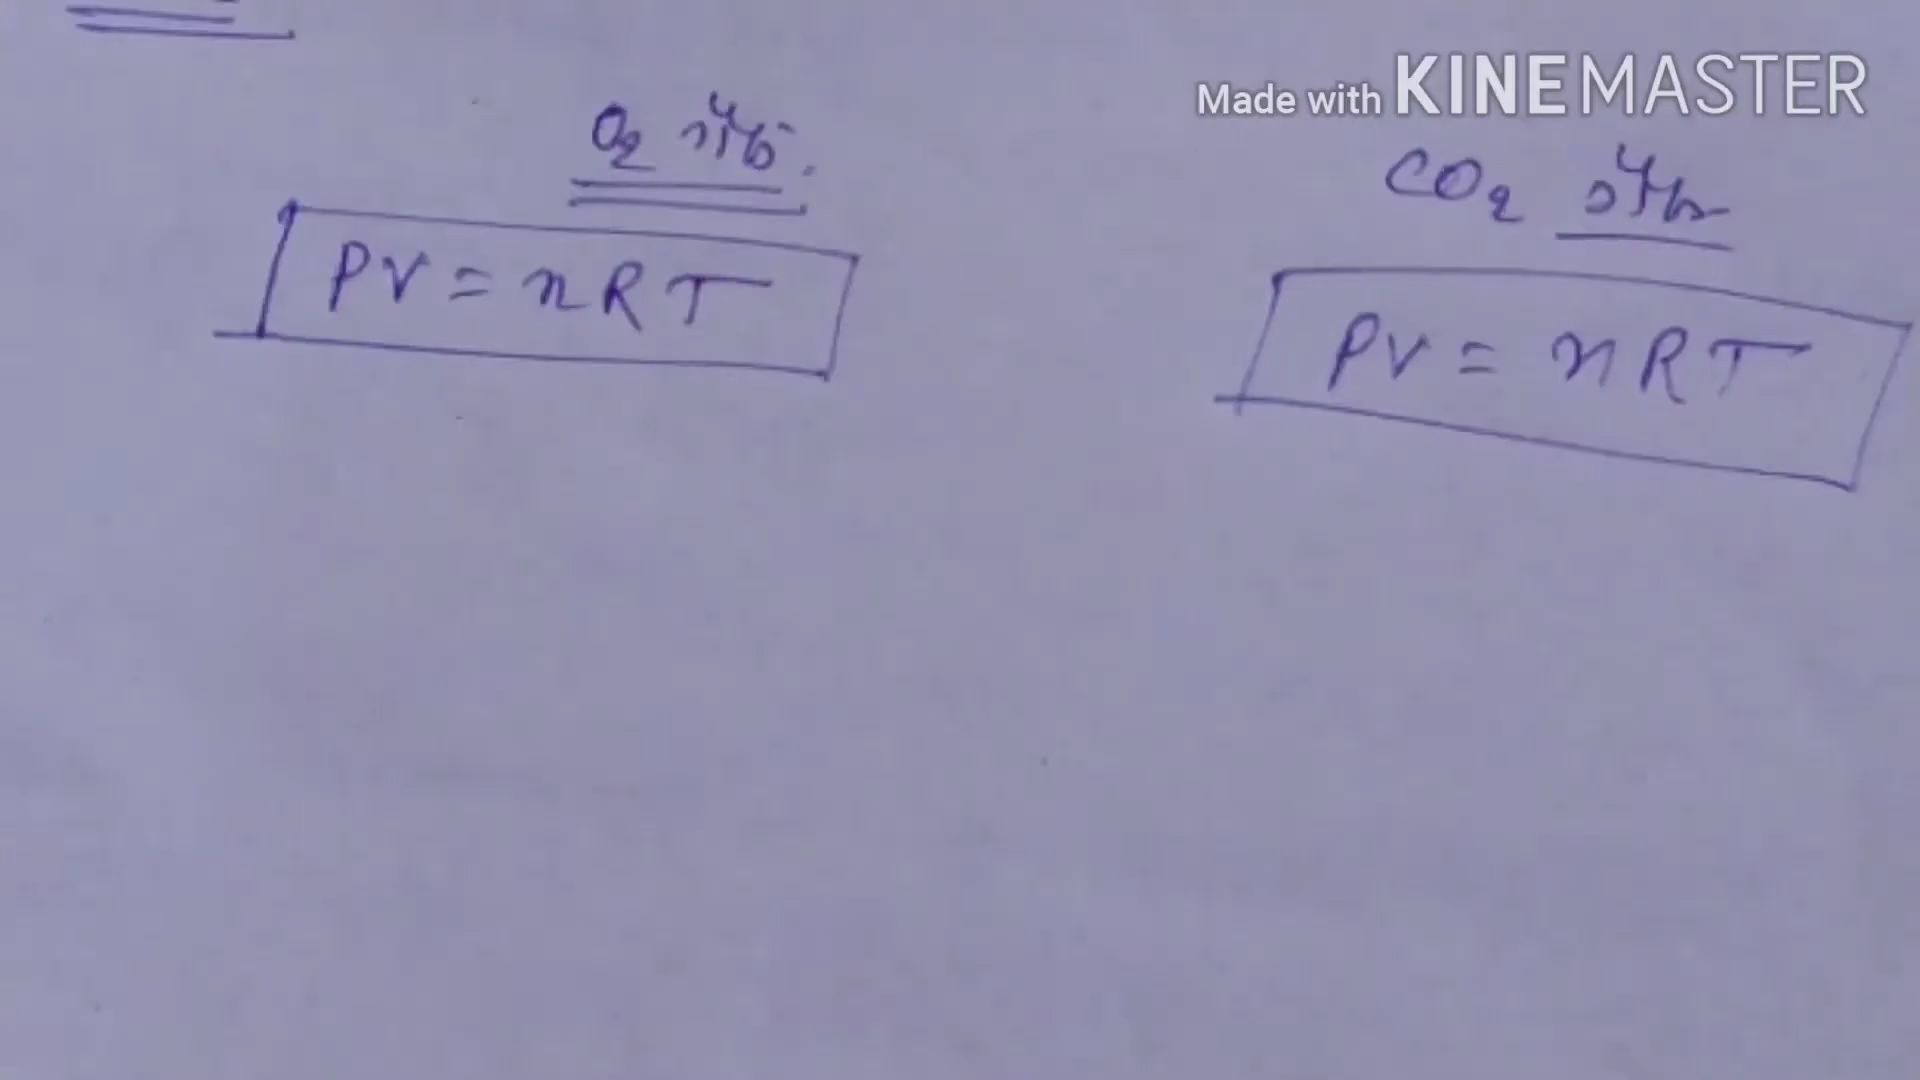 Made with KINEMASTER
O₂
CO₂
PV = nRT
PV = nRT